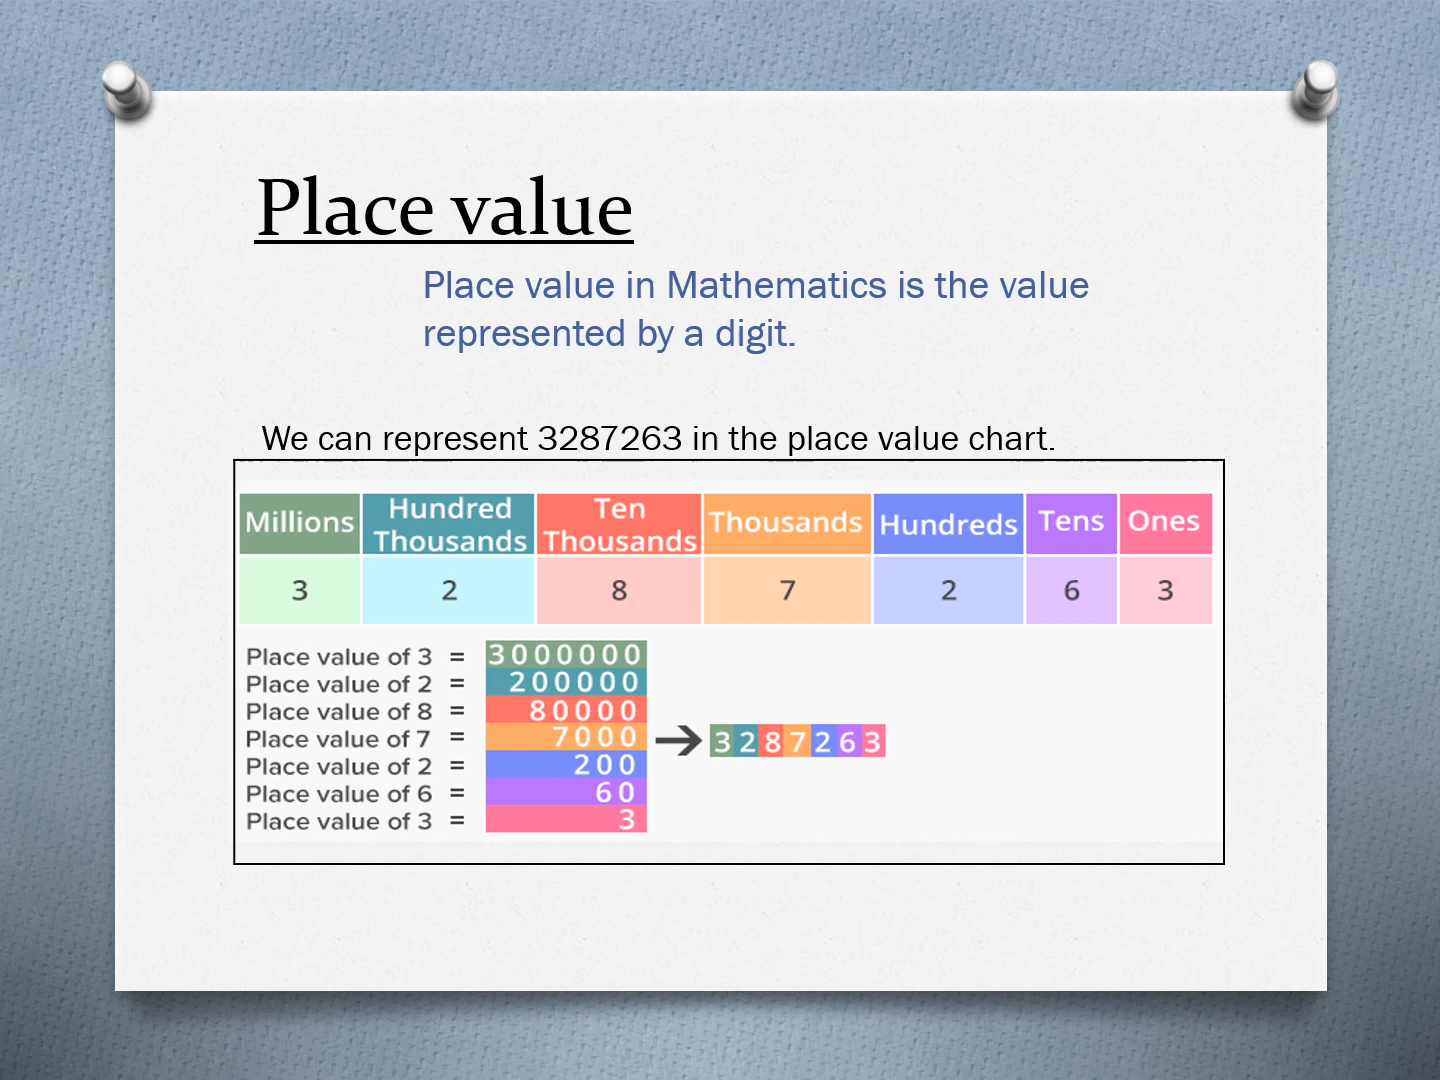 Place value
Place value in Mathematics is the value
represented by a digit.
We can represent 3287263 in the place value chart.
Millions Hundred Thousands Ten Thousands Thousands Hundreds Tens Ones
3 2 8 7 2 6 3
Place value of 3 = 3000000
Place value of 2 = 200000
Place value of 8 = 80000
Place value of 7 = 7000
Place value of 2 = 200
Place value of 6 = 60
Place value of 3 = 3
→ 3287263